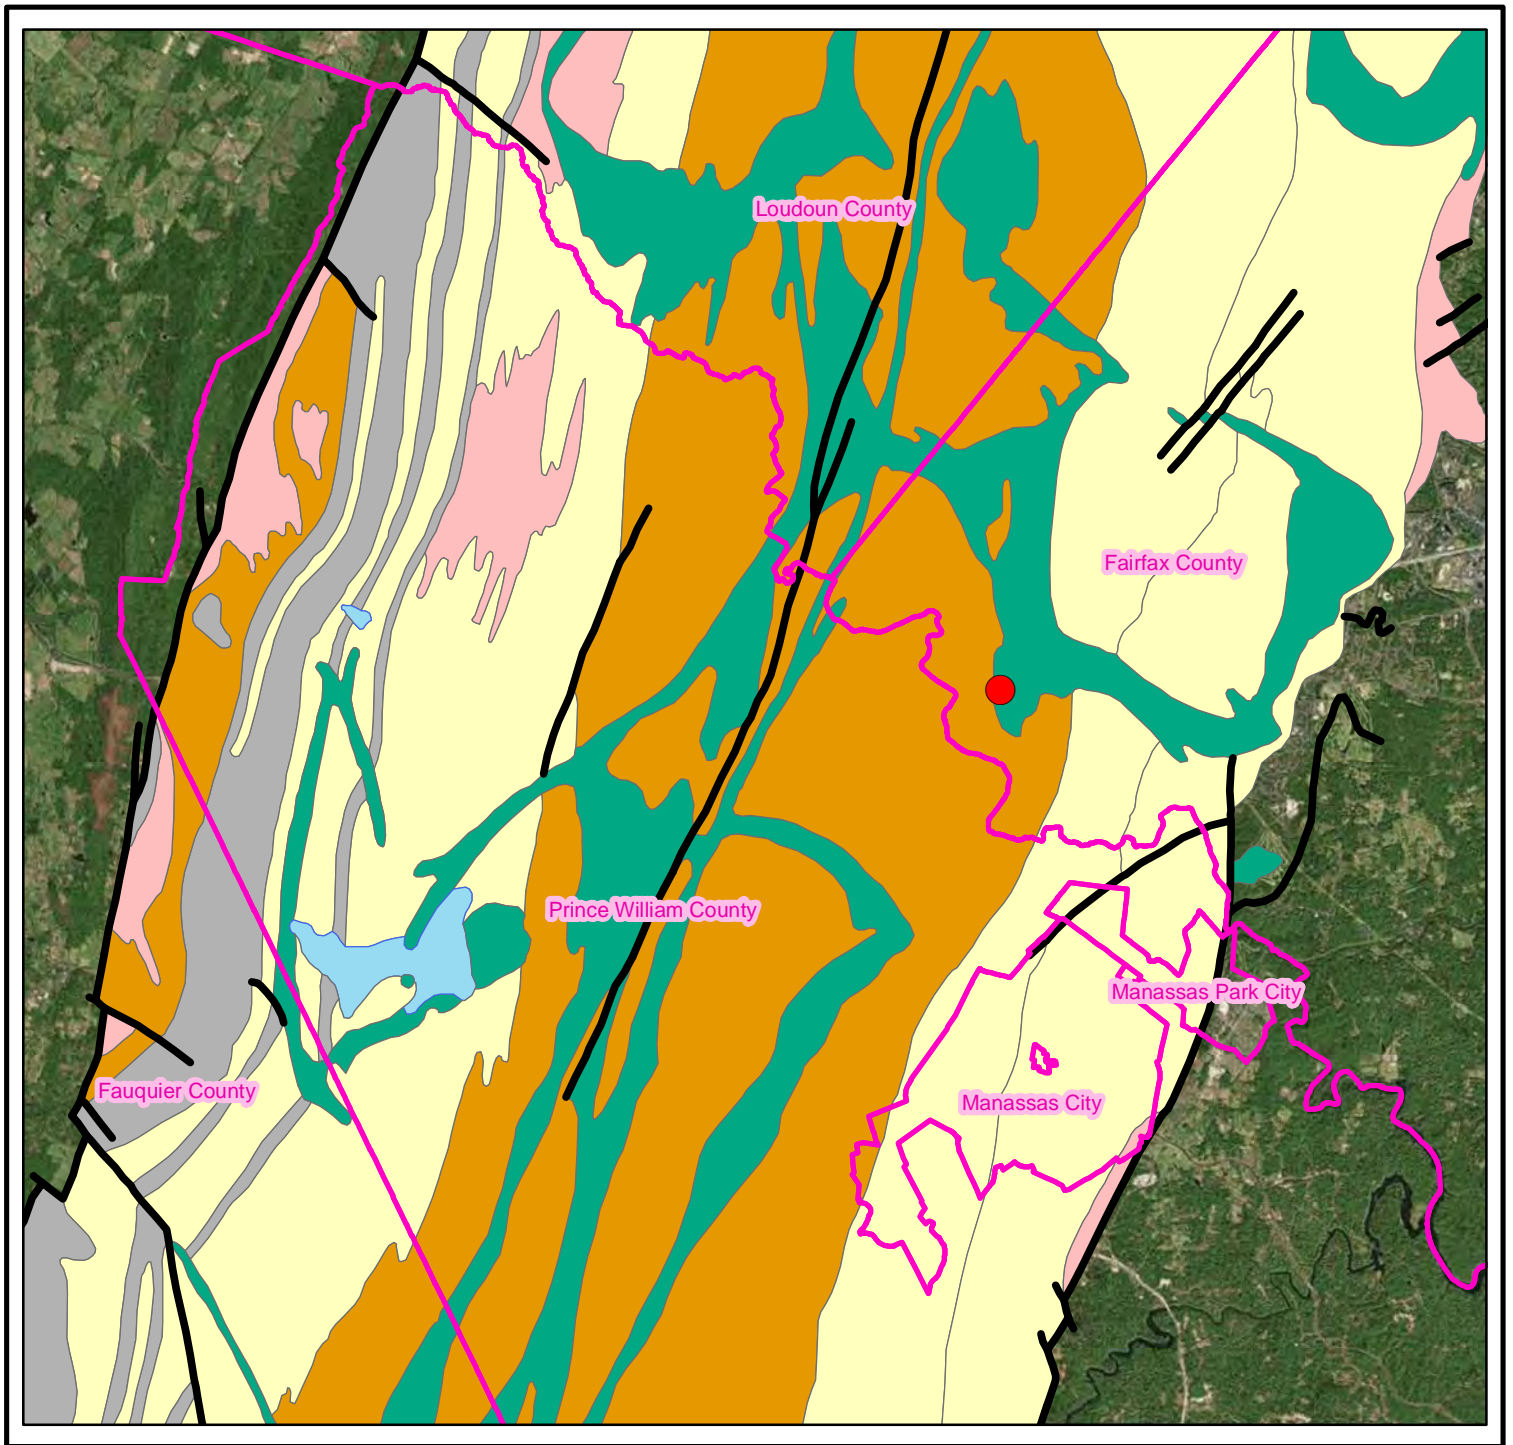 Loudoun County
Fairfax County
Prince William County
Manassas Park City
Fauquier County
Manassas City